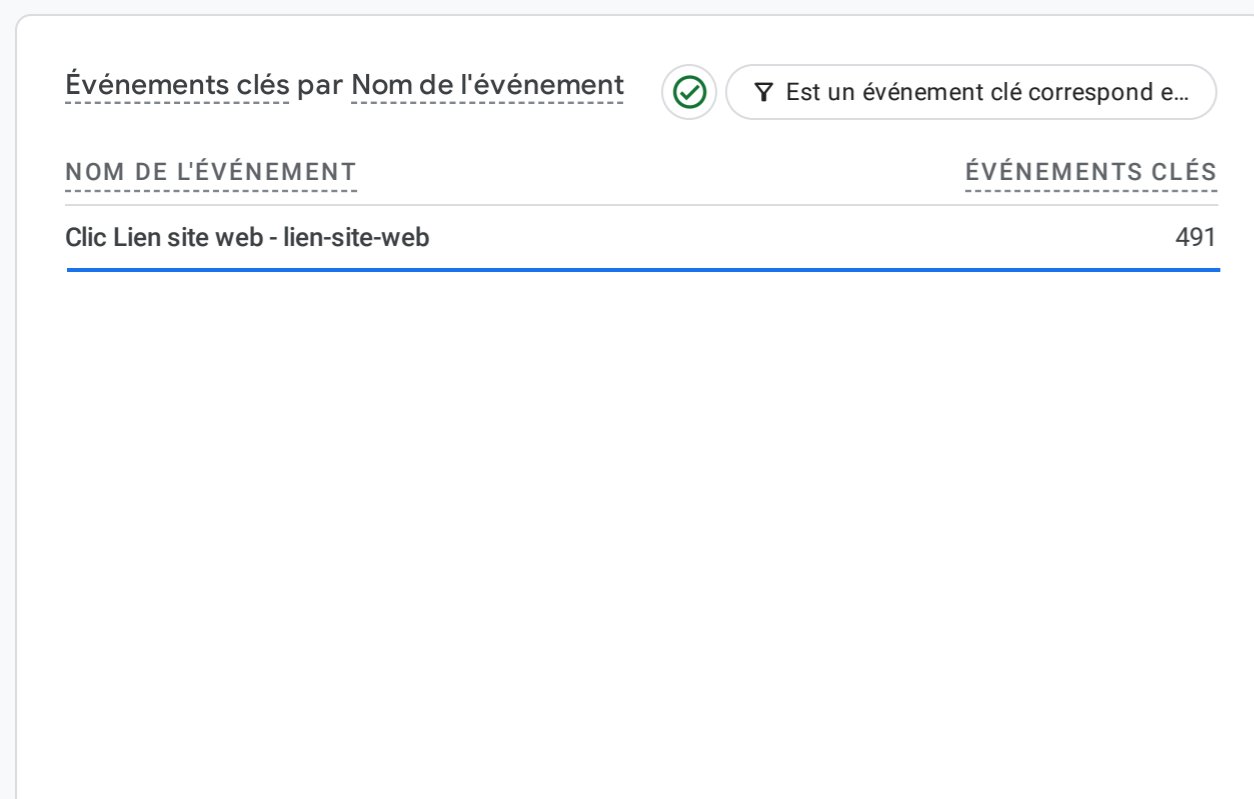 Événements clés par Nom de l'événement
Est un événement clé correspond e...
NOM DE L'ÉVÉNEMENT ÉVÉNEMENTS CLÉS
Clic Lien site web - lien-site-web 491